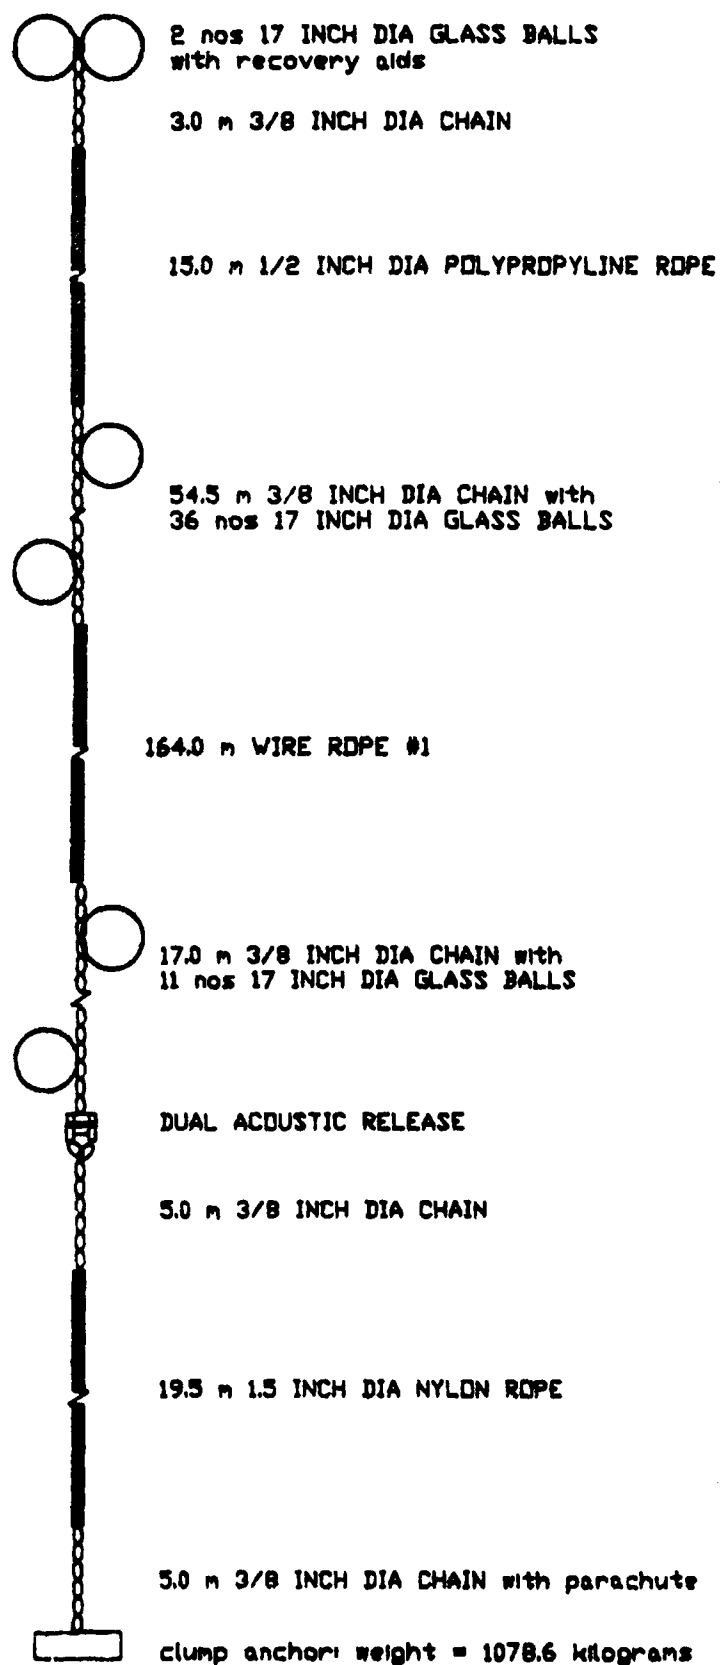 2 nos 17 INCH DIA GLASS BALLS
with recovery aids
3.0 m 3/8 INCH DIA CHAIN
15.0 m 1/2 INCH DIA POLYPROPYLINE ROPE
54.5 m 3/8 INCH DIA CHAIN with
36 nos 17 INCH DIA GLASS BALLS
164.0 m WIRE ROPE #1
17.0 m 3/8 INCH DIA CHAIN with
11 nos 17 INCH DIA GLASS BALLS
DUAL ACOUSTIC RELEASE
5.0 m 3/8 INCH DIA CHAIN
19.5 m 1.5 INCH DIA NYLON ROPE
5.0 m 3/8 INCH DIA CHAIN with parachute
clump anchor: weight = 1078.6 kilograms